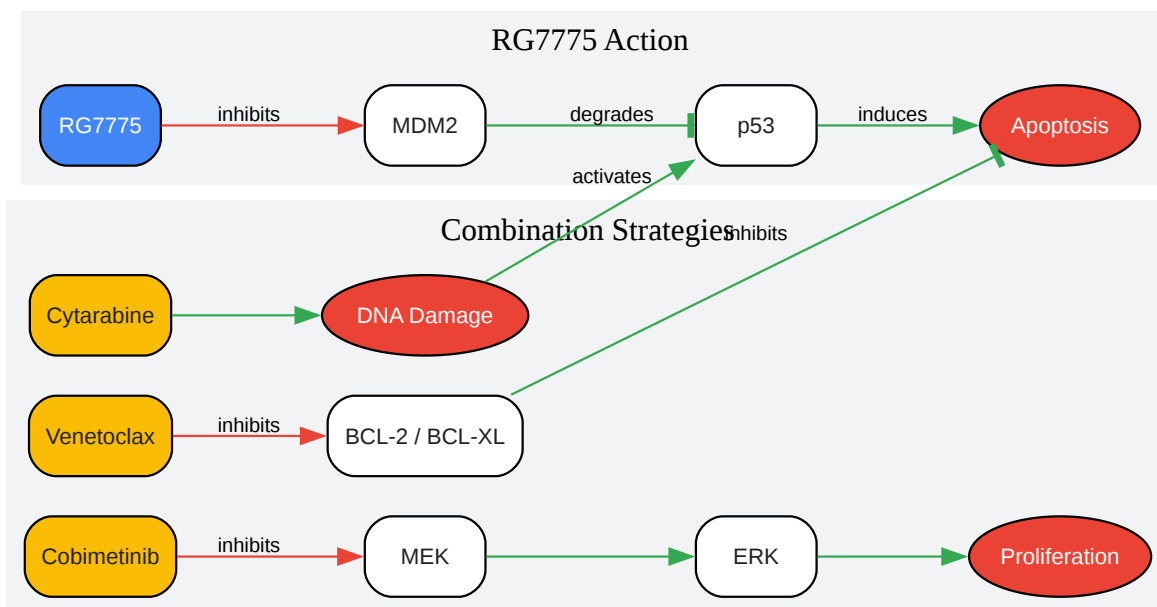 RG7775 Action
RG7775
inhibits
MDM2
degrades
p53
induces
Apoptosis
activates
Combination Strategies
inhibits
Cytarabine
DNA Damage
Venetoclax
inhibits
BCL-2 / BCL-XL
Cobimetinib
inhibits
MEK
ERK
Proliferation